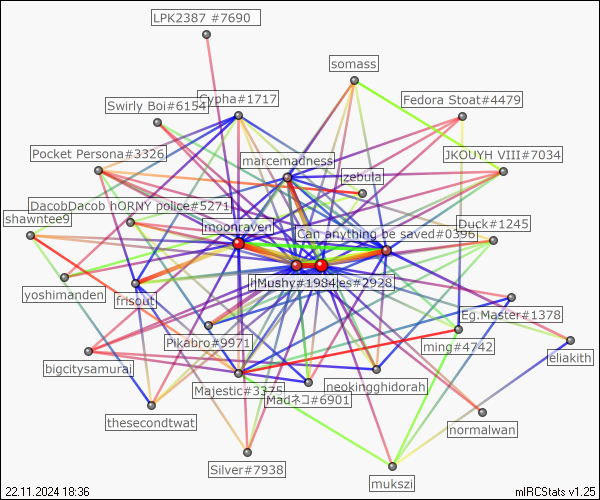 LPK2387 #7690
somass
Cypha#1717
Fedora Stoat#4479
Swirly Boi#6154
Pocket Persona#3326
marcemadness
JKOUYH VIII#7034
zebula
DacobDacob hORNY police#5271
shawntee9
moonraven
Can anything be saved#0396
Duck#1245
Mushy#1984
es#2928
yoshimanden
frisout
Eg.Master#1378
Pikabro#9971
ming#4742
eliakith
bigcitysamurai
Majestic#3375
neokingghidorah
Madネコ#6901
thesecondtwat
normalwan
Silver#7938
mukszi
22.11.2024 18:36
mIRCStats v1.25